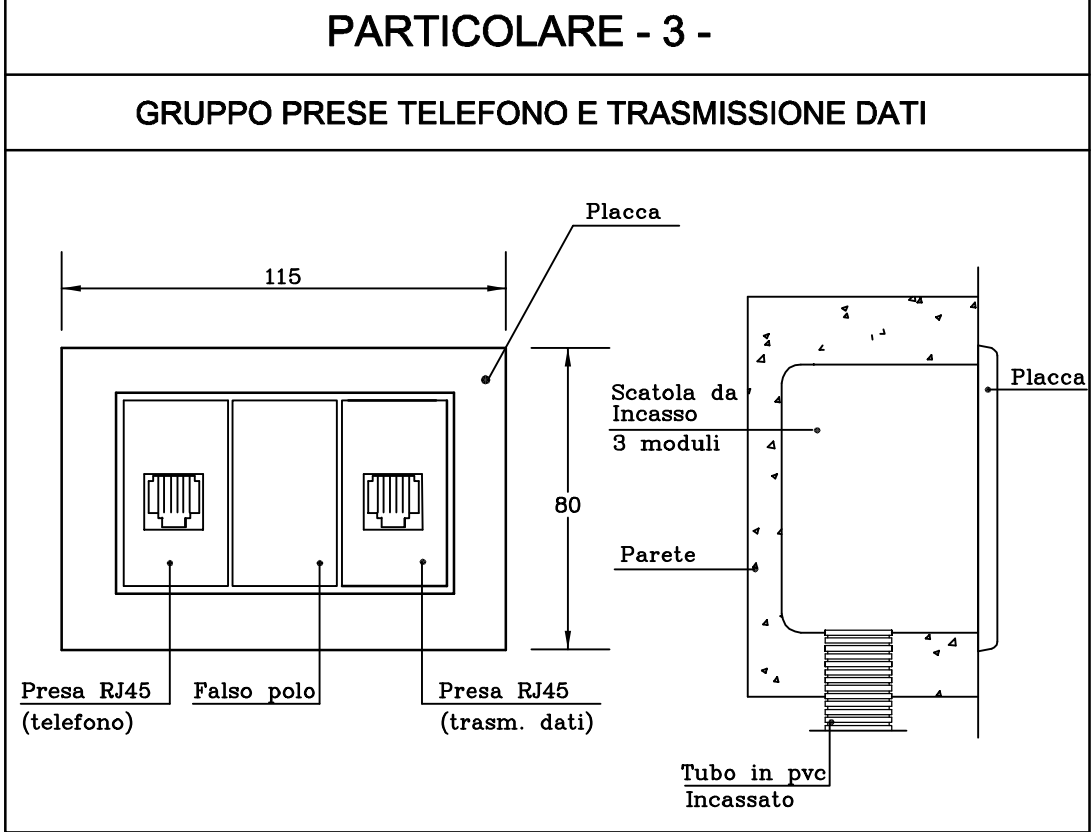 PARTICOLARE - 3 -
GRUPPO PRESE TELEFONO E TRASMISSIONE DATI
Placca
115
80
Presa RJ45
(telefono)
Falso polo
Presa RJ45
(trasm. dati)
Scatola da
Incasso
3 moduli
Placca
Parete
Tubo in pvc
Incassato